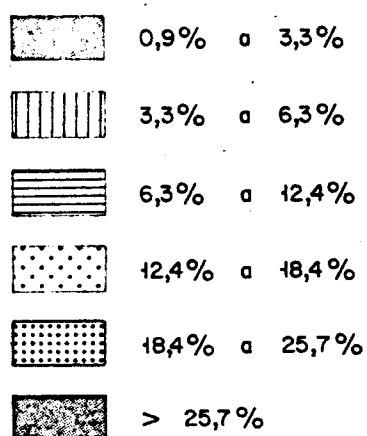 0,9% a 3,3%
3,3% a 6,3%
6,3% a 12,4%
12,4% a 18,4%
18,4% a 25,7%
> 25,7%